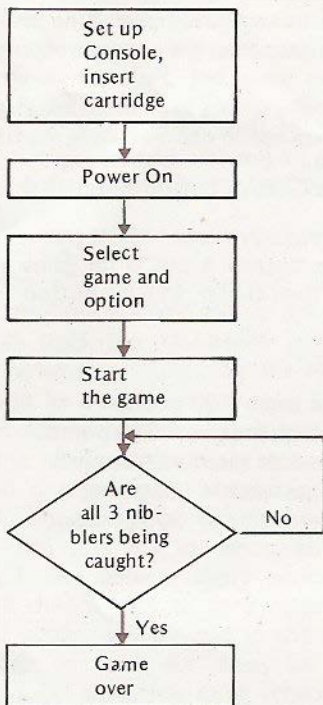 Set up
Console,
insert
cartridge
Power On
Select
game and
option
Start
the game
Are
all 3 nib-
blers being
caught?
No
Yes
Game
over